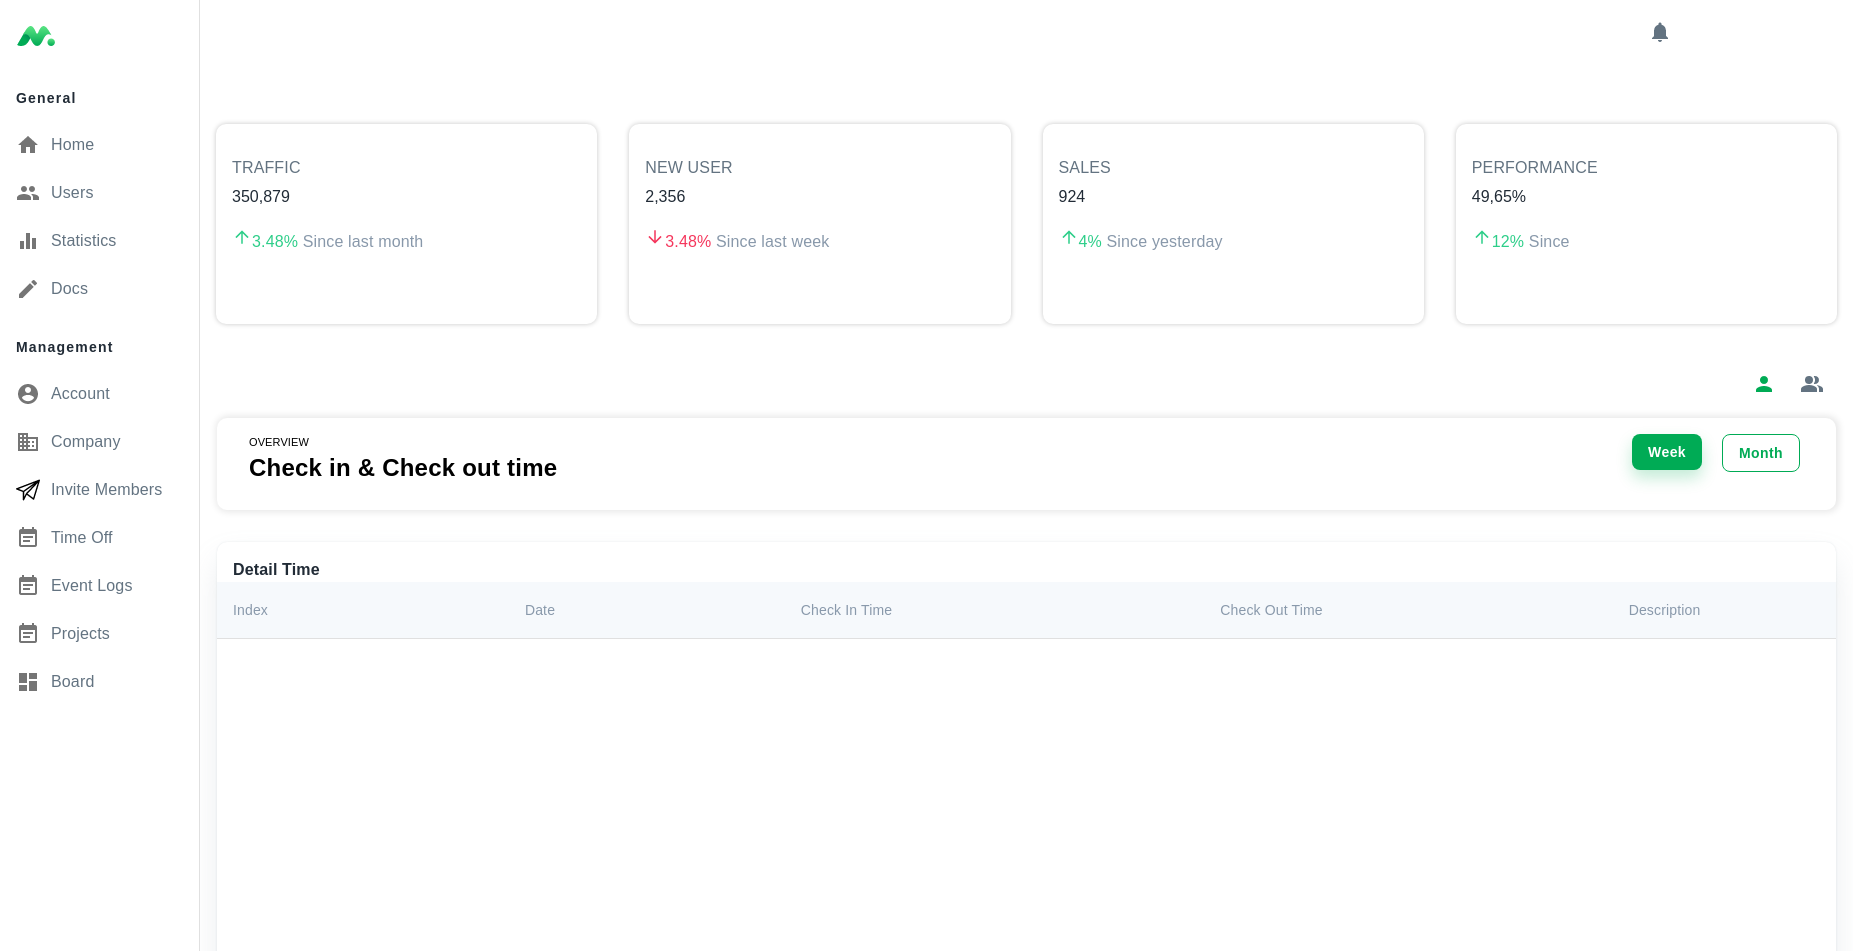 General
Home
Users
Statistics
Docs
Management
Account
Company
Invite Members
Time Off
Event Logs
Projects
Board
TRAFFIC
350,879
3.48% Since last month
NEW USER
2,356
3.48% Since last week
SALES
924
4% Since yesterday
PERFORMANCE
49,65%
12% Since
OVERVIEW
Check in & Check out time
Week
Month
Detail Time
Index Date Check In Time Check Out Time Description